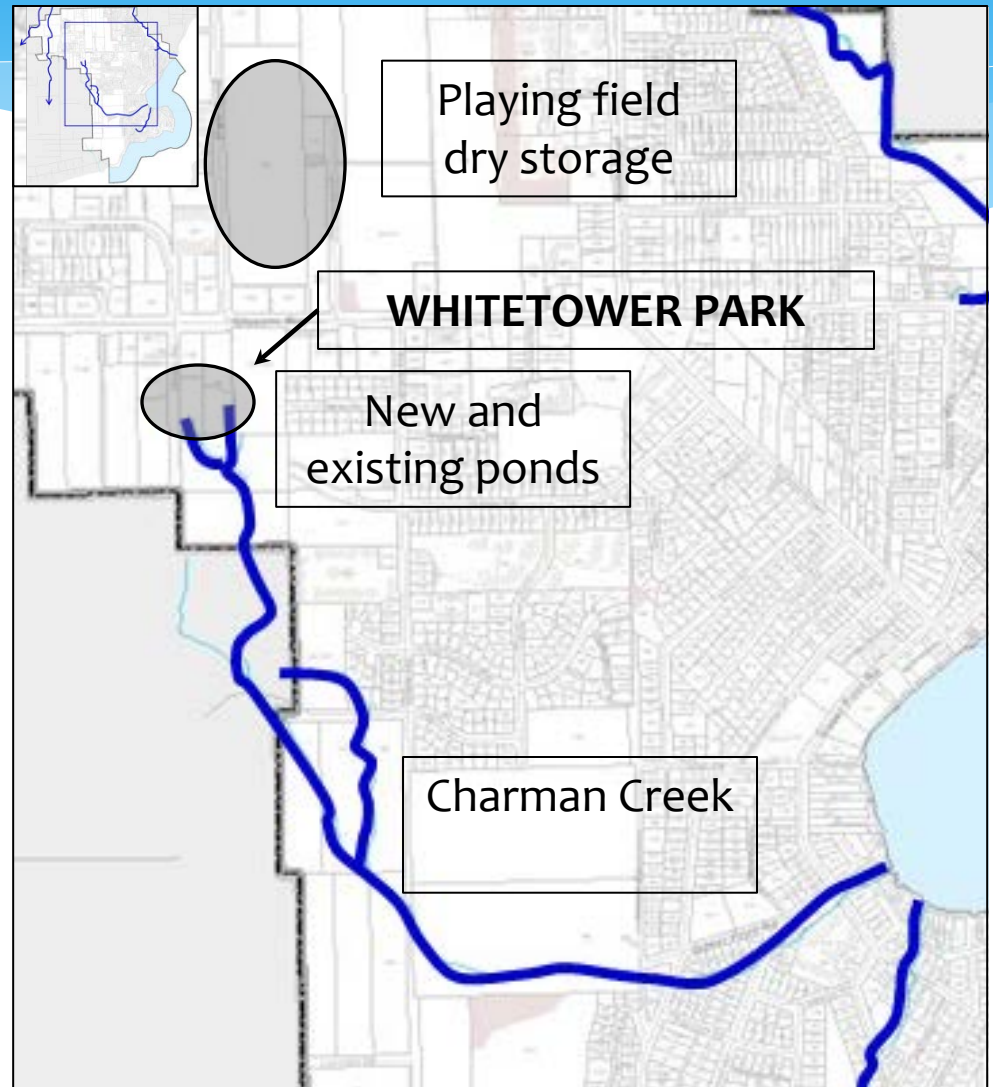 Playing field
dry storage
WHITETOWER PARK
New and
existing ponds
Charman Creek